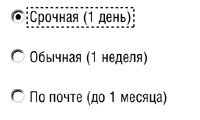 Срочная (1 день)
Обычная (1 неделя)
По почте (до 1 месяца)